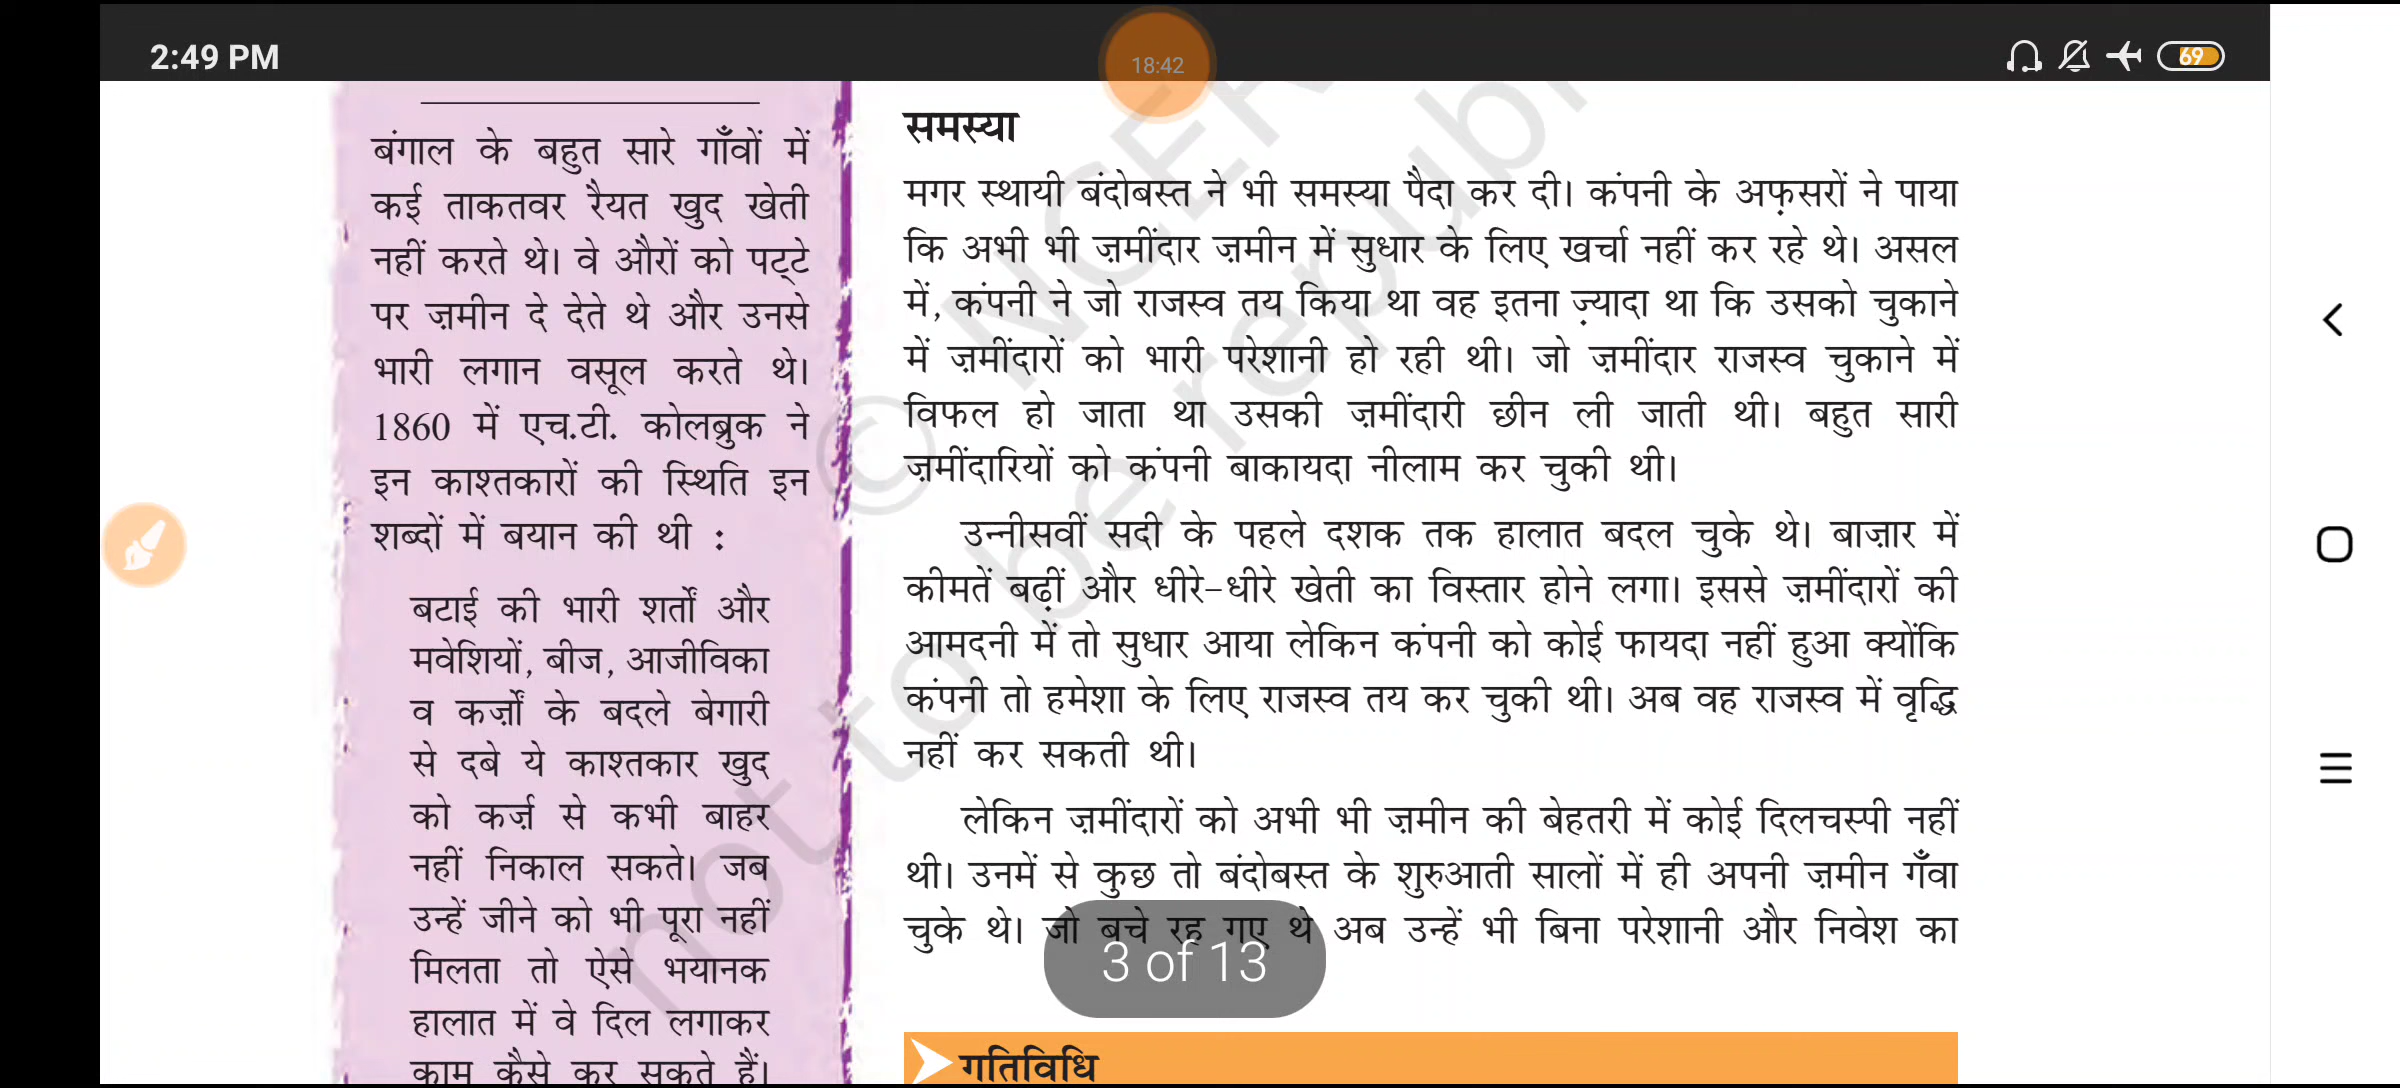 2:49 PM
18:42
69
बंगाल के बहुत सारे गाँवों में
कई ताकतवर रैयत खुद खेती
नहीं करते थे। वे औरों को पट्टे
पर ज़मीन दे देते थे और उनसे
भारी लगान वसूल करते थे।
1860 में एच.टी. कोलब्रुक ने
इन काश्तकारों की स्थिति इन
शब्दों में बयान की थी :
बटाई की भारी शर्तों और
मवेशियों, बीज, आजीविका
व कर्ज़ों के बदले बेगारी
से दबे ये काश्तकार खुद
को कर्ज़ से कभी बाहर
नहीं निकाल सकते। जब
उन्हें जीने को भी पूरा नहीं
मिलता तो ऐसे भयानक
हालात में वे दिल लगाकर
काम कैसे कर सकते हैं।
समस्या
मगर स्थायी बंदोबस्त ने भी समस्या पैदा कर दी। कंपनी के अफ़सरों ने पाया
कि अभी भी ज़मींदार ज़मीन में सुधार के लिए खर्चा नहीं कर रहे थे। असल
में, कंपनी ने जो राजस्व तय किया था वह इतना ज़्यादा था कि उसको चुकाने
में ज़मींदारों को भारी परेशानी हो रही थी। जो ज़मींदार राजस्व चुकाने में
विफल हो जाता था उसकी ज़मींदारी छीन ली जाती थी। बहुत सारी
ज़मींदारियों को कंपनी बाकायदा नीलाम कर चुकी थी।
उन्नीसवीं सदी के पहले दशक तक हालात बदल चुके थे। बाज़ार में
कीमतें बढ़ीं और धीरे-धीरे खेती का विस्तार होने लगा। इससे ज़मींदारों की
आमदनी में तो सुधार आया लेकिन कंपनी को कोई फायदा नहीं हुआ क्योंकि
कंपनी तो हमेशा के लिए राजस्व तय कर चुकी थी। अब वह राजस्व में वृद्धि
नहीं कर सकती थी।
लेकिन ज़मींदारों को अभी भी ज़मीन की बेहतरी में कोई दिलचस्पी नहीं
थी। उनमें से कुछ तो बंदोबस्त के शुरुआती सालों में ही अपनी ज़मीन गँवा
चुके थे। जो बचे रह गए थे अब उन्हें भी बिना परेशानी और निवेश का
3 of 13
गतिविधि
© NCER
not to be republ